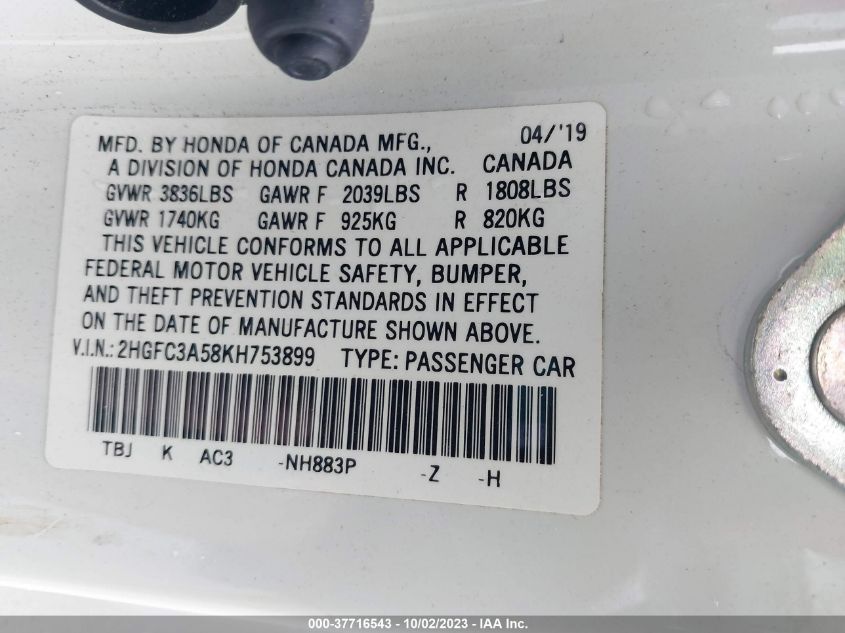 MFD. BY HONDA OF CANADA MFG., 04/'19
A DIVISION OF HONDA CANADA INC. CANADA
GVWR 3836LBS GAWR F 2039LBS R 1808LBS
GVWR 1740KG GAWR F 925KG R 820KG
THIS VEHICLE CONFORMS TO ALL APPLICABLE
FEDERAL MOTOR VEHICLE SAFETY, BUMPER,
AND THEFT PREVENTION STANDARDS IN EFFECT
ON THE DATE OF MANUFACTURE SHOWN ABOVE.
V.I.N.: 2HGFC3A58KH753899 TYPE: PASSENGER CAR
TBJ K AC3 -NH883P -Z -H
000-37716543 - 10/02/2023 - IAA Inc.